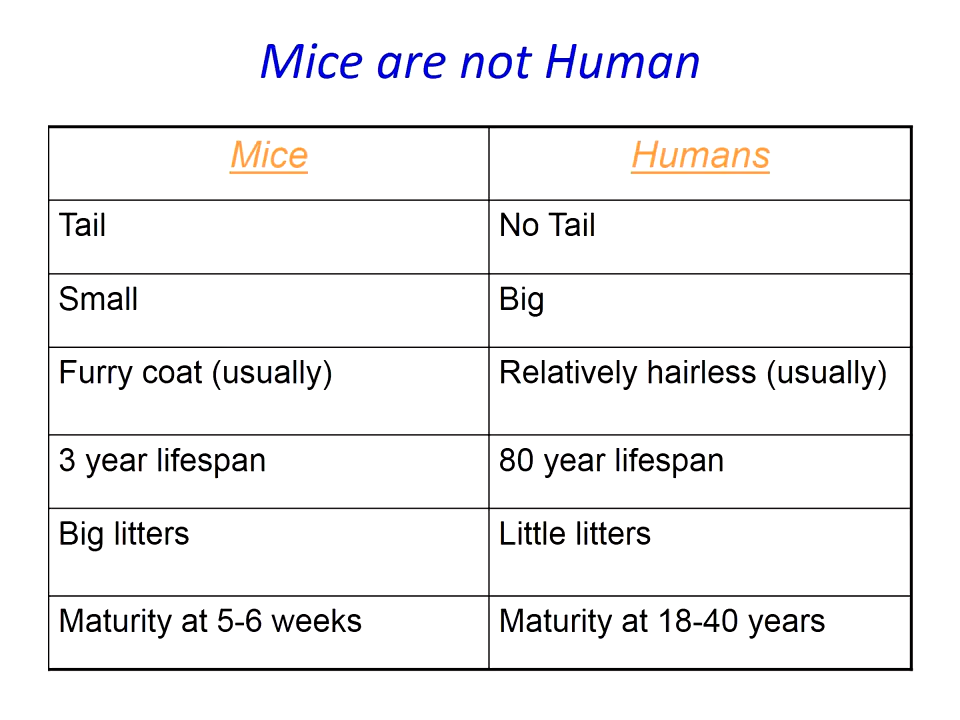 Mice are not Human
Mice Humans
Tail No Tail
Small Big
Furry coat (usually) Relatively hairless (usually)
3 year lifespan 80 year lifespan
Big litters Little litters
Maturity at 5-6 weeks Maturity at 18-40 years